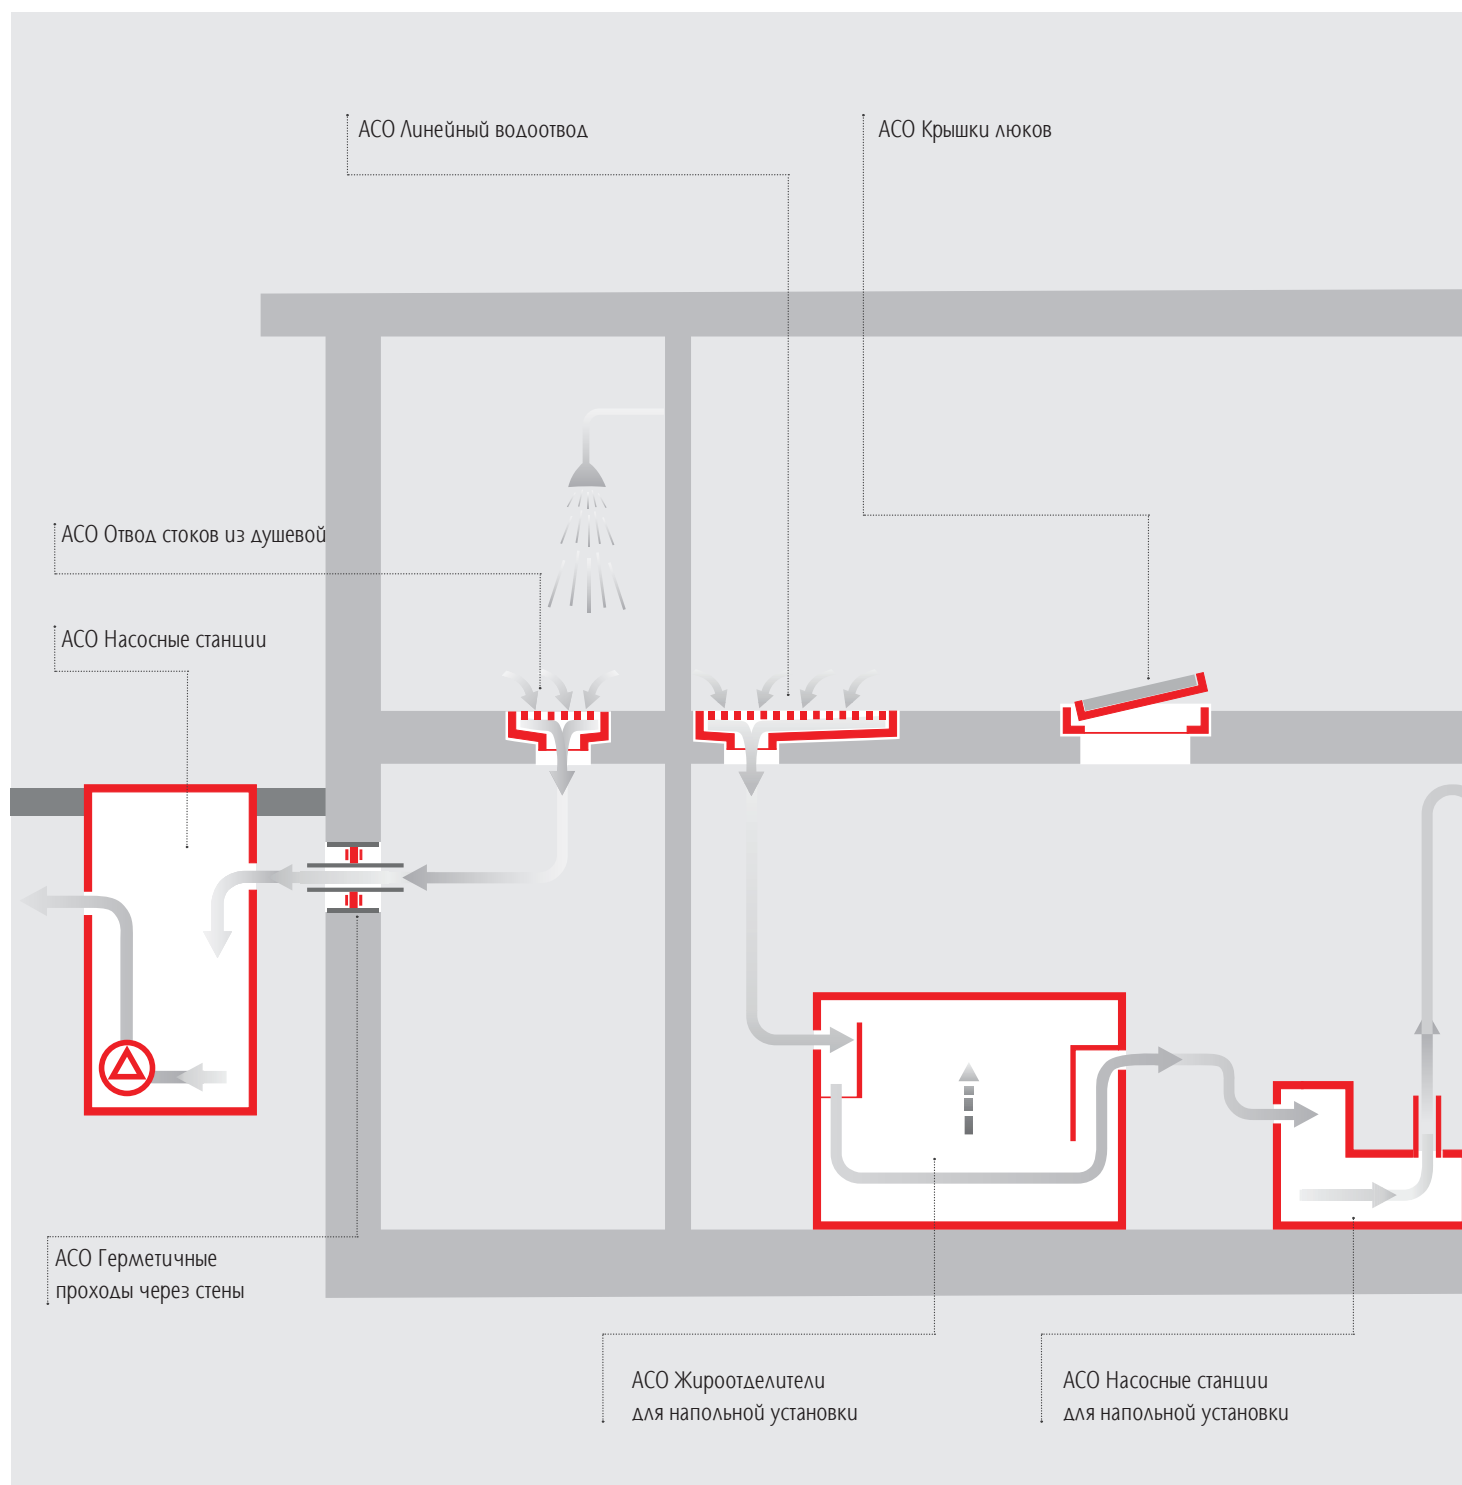 АСО Линейный водоотвод
АСО Крышки люков
АСО Отвод стоков из душевой
АСО Насосные станции
АСО Герметичные
проходы через стены
АСО Жироотделители
для напольной установки
АСО Насосные станции
для напольной установки